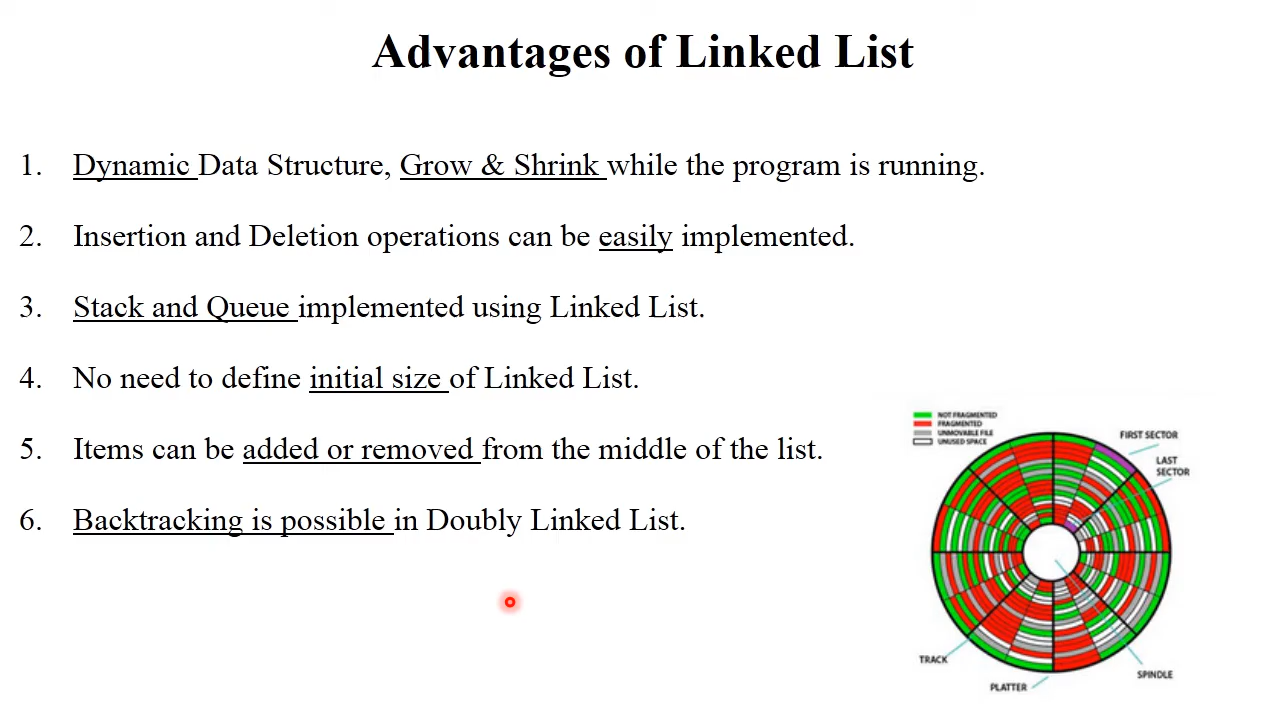 Advantages of Linked List
1. Dynamic Data Structure, Grow & Shrink while the program is running.
2. Insertion and Deletion operations can be easily implemented.
3. Stack and Queue implemented using Linked List.
4. No need to define initial size of Linked List.
5. Items can be added or removed from the middle of the list.
6. Backtracking is possible in Doubly Linked List.
NOT FRAGMENTED
FRAGMENTED
UNMOVABLE FILE
UNUSED SPACE
FIRST SECTOR
LAST
SECTOR
TRACK
SPINDLE
PLATTER